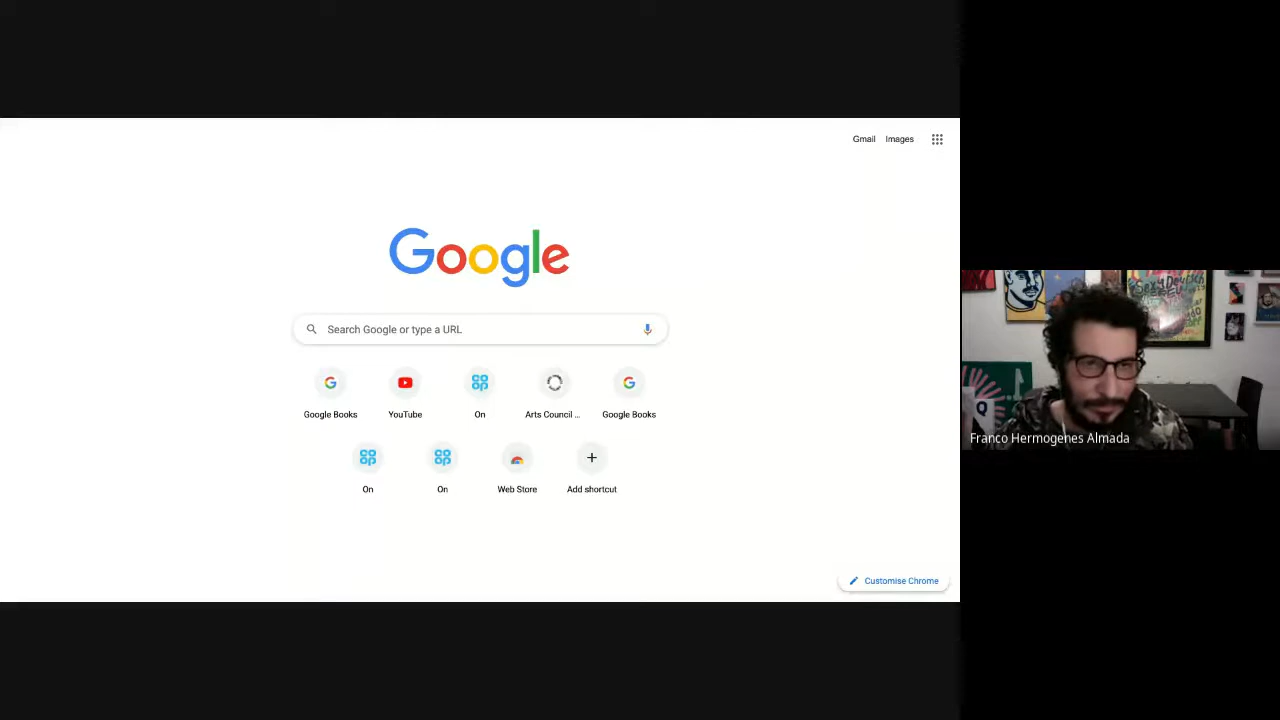 Gmail Images
Google
Search Google or type a URL
Google Books YouTube On Arts Council ... Google Books
On On Web Store Add shortcut
Customise Chrome
Franco Hermogenes Almada